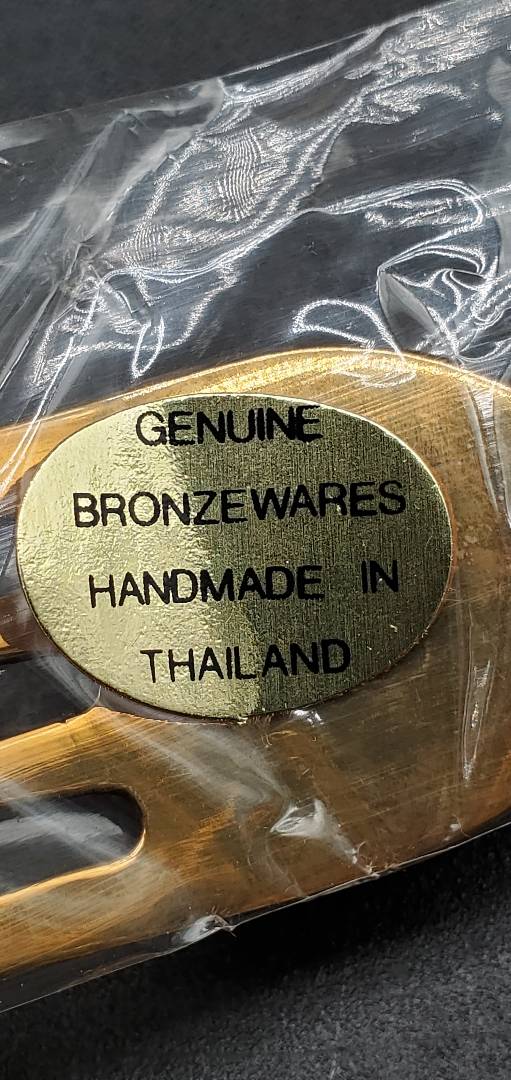 GENUINE
BRONZEWARES
HANDMADE IN
THAILAND